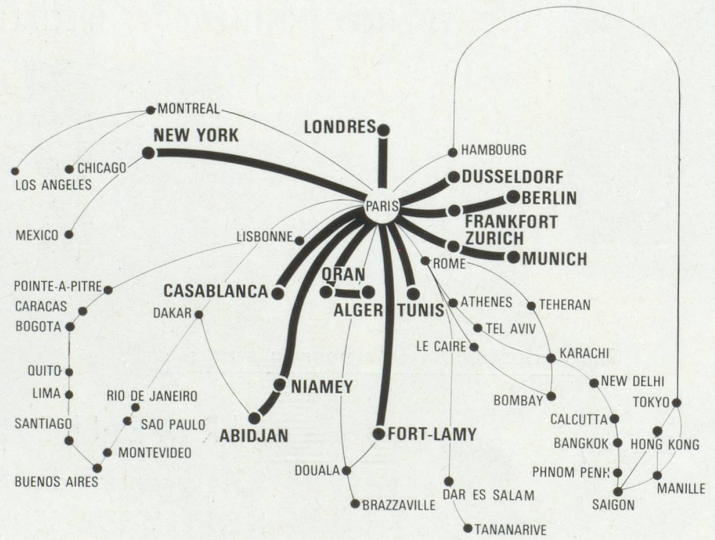 MONTREAL
NEW YORK
LONDRES
HAMBOURG
CHICAGO
LOS ANGELES
DUSSELDORF
BERLIN
PARIS
FRANKFORT
ZURICH
MEXICO
LISBONNE
MUNICH
ROME
ORAN
POINTE-A-PITRE
CASABLANCA
CARACAS
DAKAR
ALGER
TUNIS
ATHENES
TEHERAN
BOGOTA
TEL AVIV
LE CAIRE
KARACHI
QUITO
NEW DELHI
LIMA
RIO DE JANEIRO
NIAMEY
BOMBAY
TOKYO
SANTIAGO
SAO PAULO
ABIDJAN
FORT-LAMY
CALCUTTA
BANGKOK
HONG KONG
MONTEVIDEO
BUENOS AIRES
DOUALA
PHNOM PENH
DAR ES SALAM
BRAZZAVILLE
SAIGON
MANILLE
TANANARIVE